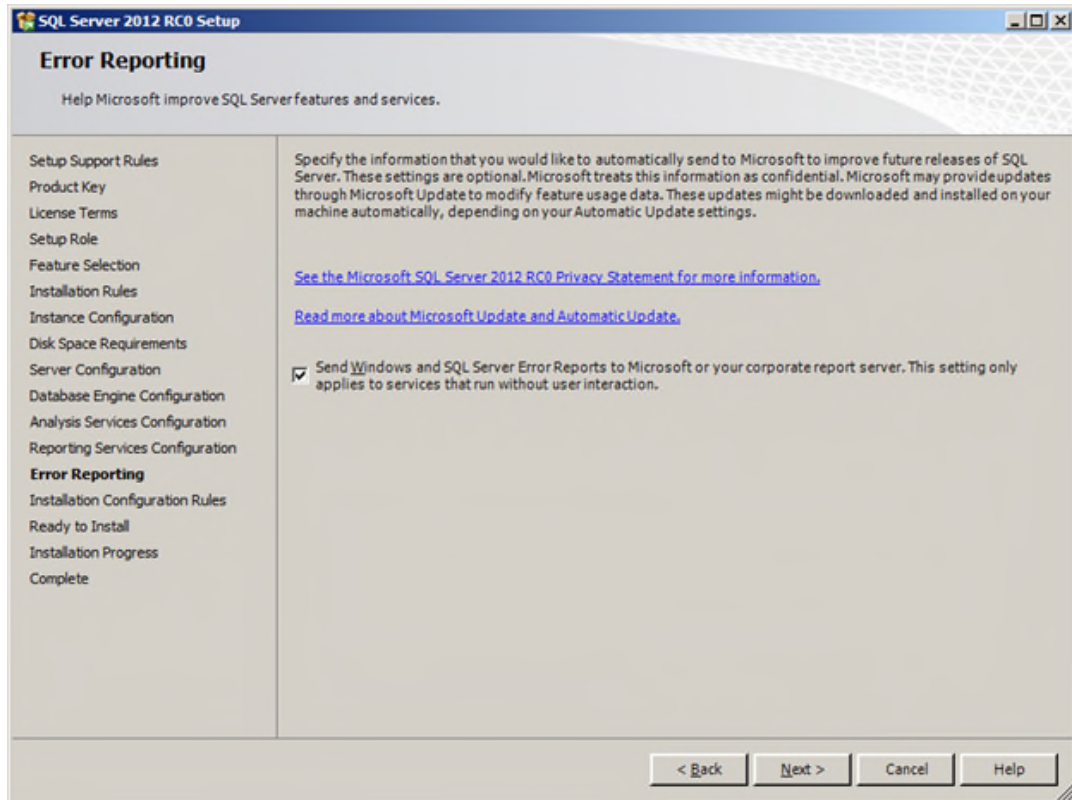 SQL Server 2012 RC0 Setup
Error Reporting
Help Microsoft improve SQL Server features and services.
Setup Support Rules
Product Key
License Terms
Setup Role
Feature Selection
Installation Rules
Instance Configuration
Disk Space Requirements
Server Configuration
Database Engine Configuration
Analysis Services Configuration
Reporting Services Configuration
Error Reporting
Installation Configuration Rules
Ready to Install
Installation Progress
Complete
Specify the information that you would like to automatically send to Microsoft to improve future releases of SQL
Server. These settings are optional. Microsoft treats this information as confidential. Microsoft may provide updates
through Microsoft Update to modify feature usage data. These updates might be downloaded and installed on your
machine automatically, depending on your Automatic Update settings.
See the Microsoft SQL Server 2012 RC0 Privacy Statement for more information.
Read more about Microsoft Update and Automatic Update.
Send Windows and SQL Server Error Reports to Microsoft or your corporate report server. This setting only
applies to services that run without user interaction.
< Back
Next >
Cancel
Help